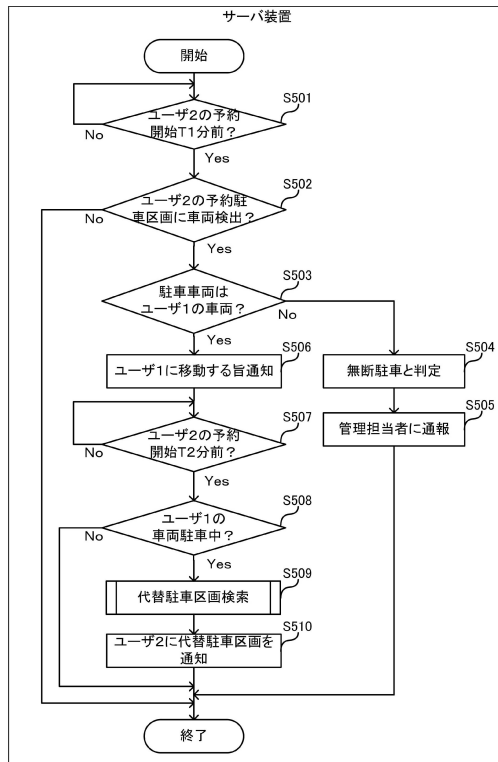 サーバ装置
開始
S501
ユーザ2の予約
開始T1分前?
No
Yes
S502
ユーザ2の予約駐
車区画に車両検出?
No
Yes
S503
駐車車両は
ユーザ1の車両?
No
Yes
S506
ユーザ1に移動する旨通知
S504
無断駐車と判定
S505
管理担当者に通報
S507
ユーザ2の予約
開始T2分前?
No
Yes
S508
ユーザ1の
車両駐車中?
No
Yes
S509
代替駐車区画検索
S510
ユーザ2に代替駐車区画を
通知
終了